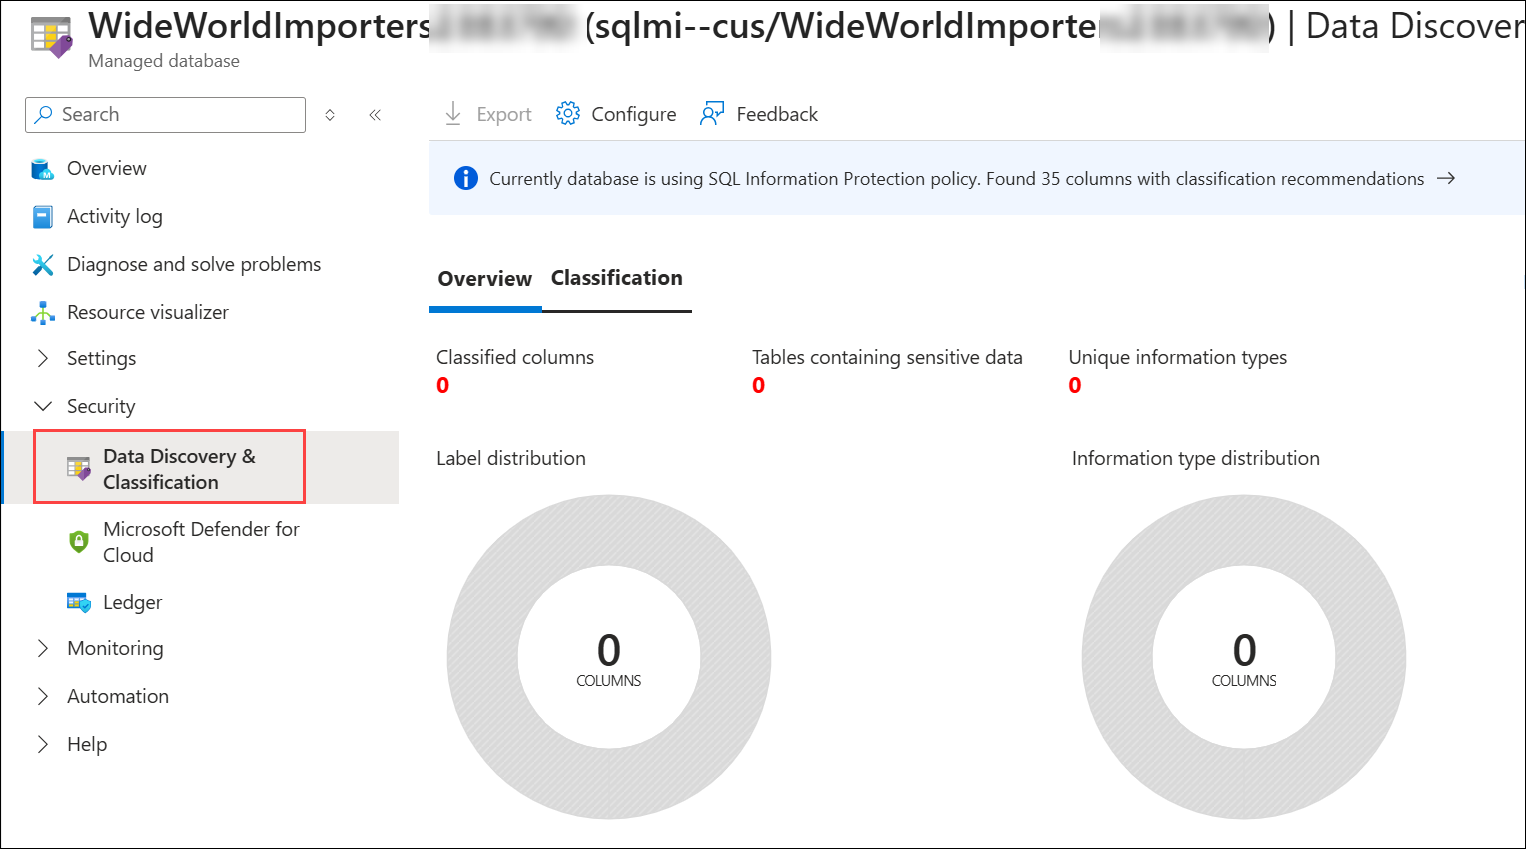 WideWorldImporters (sqlmi--cus/WideWorldImporters ) | Data Discover
Managed database
Search
Export Configure Feedback
Overview
Activity log
Diagnose and solve problems
Resource visualizer
Settings
Security
Data Discovery &
Classification
Microsoft Defender for
Cloud
Ledger
Monitoring
Automation
Help
Currently database is using SQL Information Protection policy. Found 35 columns with classification recommendations →
Overview Classification
Classified columns
0
Tables containing sensitive data
0
Unique information types
0
Label distribution
0
COLUMNS
Information type distribution
0
COLUMNS